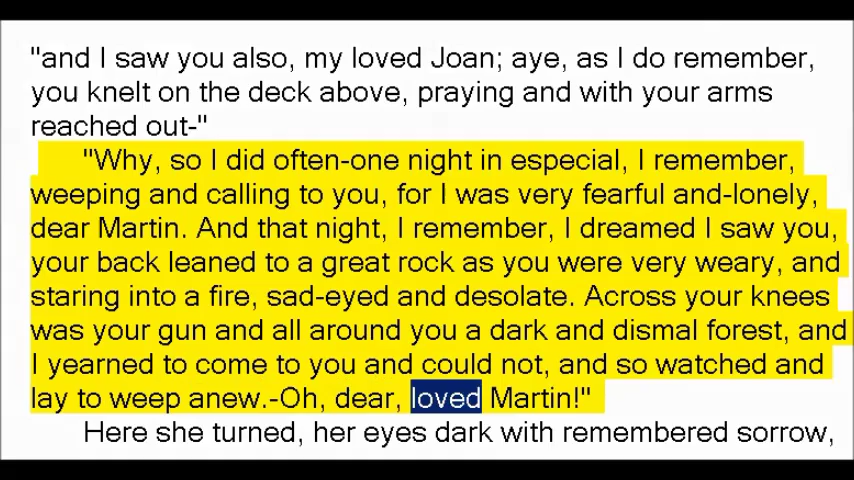 "and I saw you also, my loved Joan; aye, as I do remember,
you knelt on the deck above, praying and with your arms
reached out-"
"Why, so I did often-one night in especial, I remember,
weeping and calling to you, for I was very fearful and-lonely,
dear Martin. And that night, I remember, I dreamed I saw you,
your back leaned to a great rock as you were very weary, and
staring into a fire, sad-eyed and desolate. Across your knees
was your gun and all around you a dark and dismal forest, and
I yearned to come to you and could not, and so watched and
lay to weep anew.-Oh, dear, loved Martin!"
Here she turned, her eyes dark with remembered sorrow,